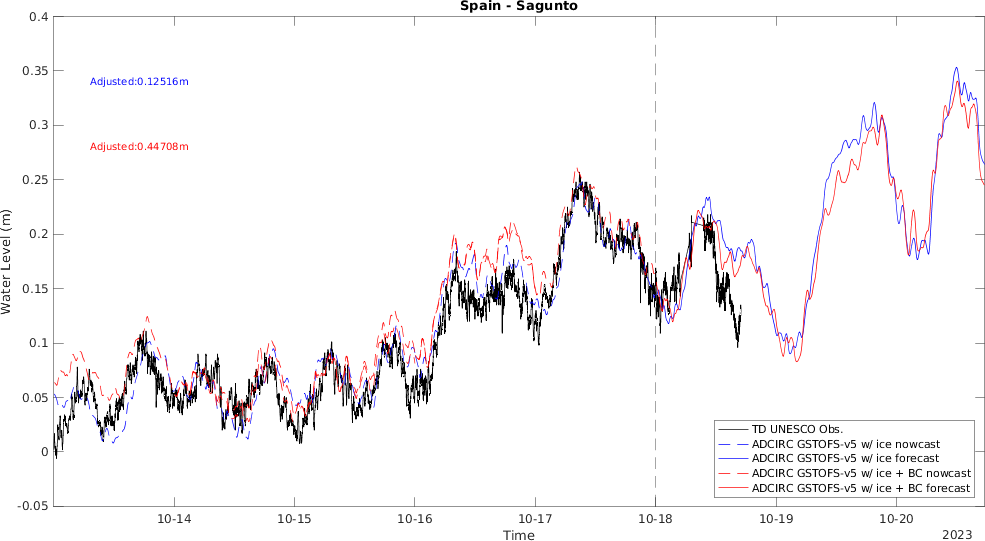 Spain - Sagunto
0.4
0.35
0.3
0.25
0.2
0.15
0.1
0.05
0
-0.05
Water Level (m)
Adjusted:0.12516m
Adjusted:0.44708m
TD UNESCO Obs.
ADCIRC GSTOFS-v5 w/ ice nowcast
ADCIRC GSTOFS-v5 w/ ice forecast
ADCIRC GSTOFS-v5 w/ ice + BC nowcast
ADCIRC GSTOFS-v5 w/ ice + BC forecast
10-14 10-15 10-16 10-17 10-18 10-19 10-20
Time
2023